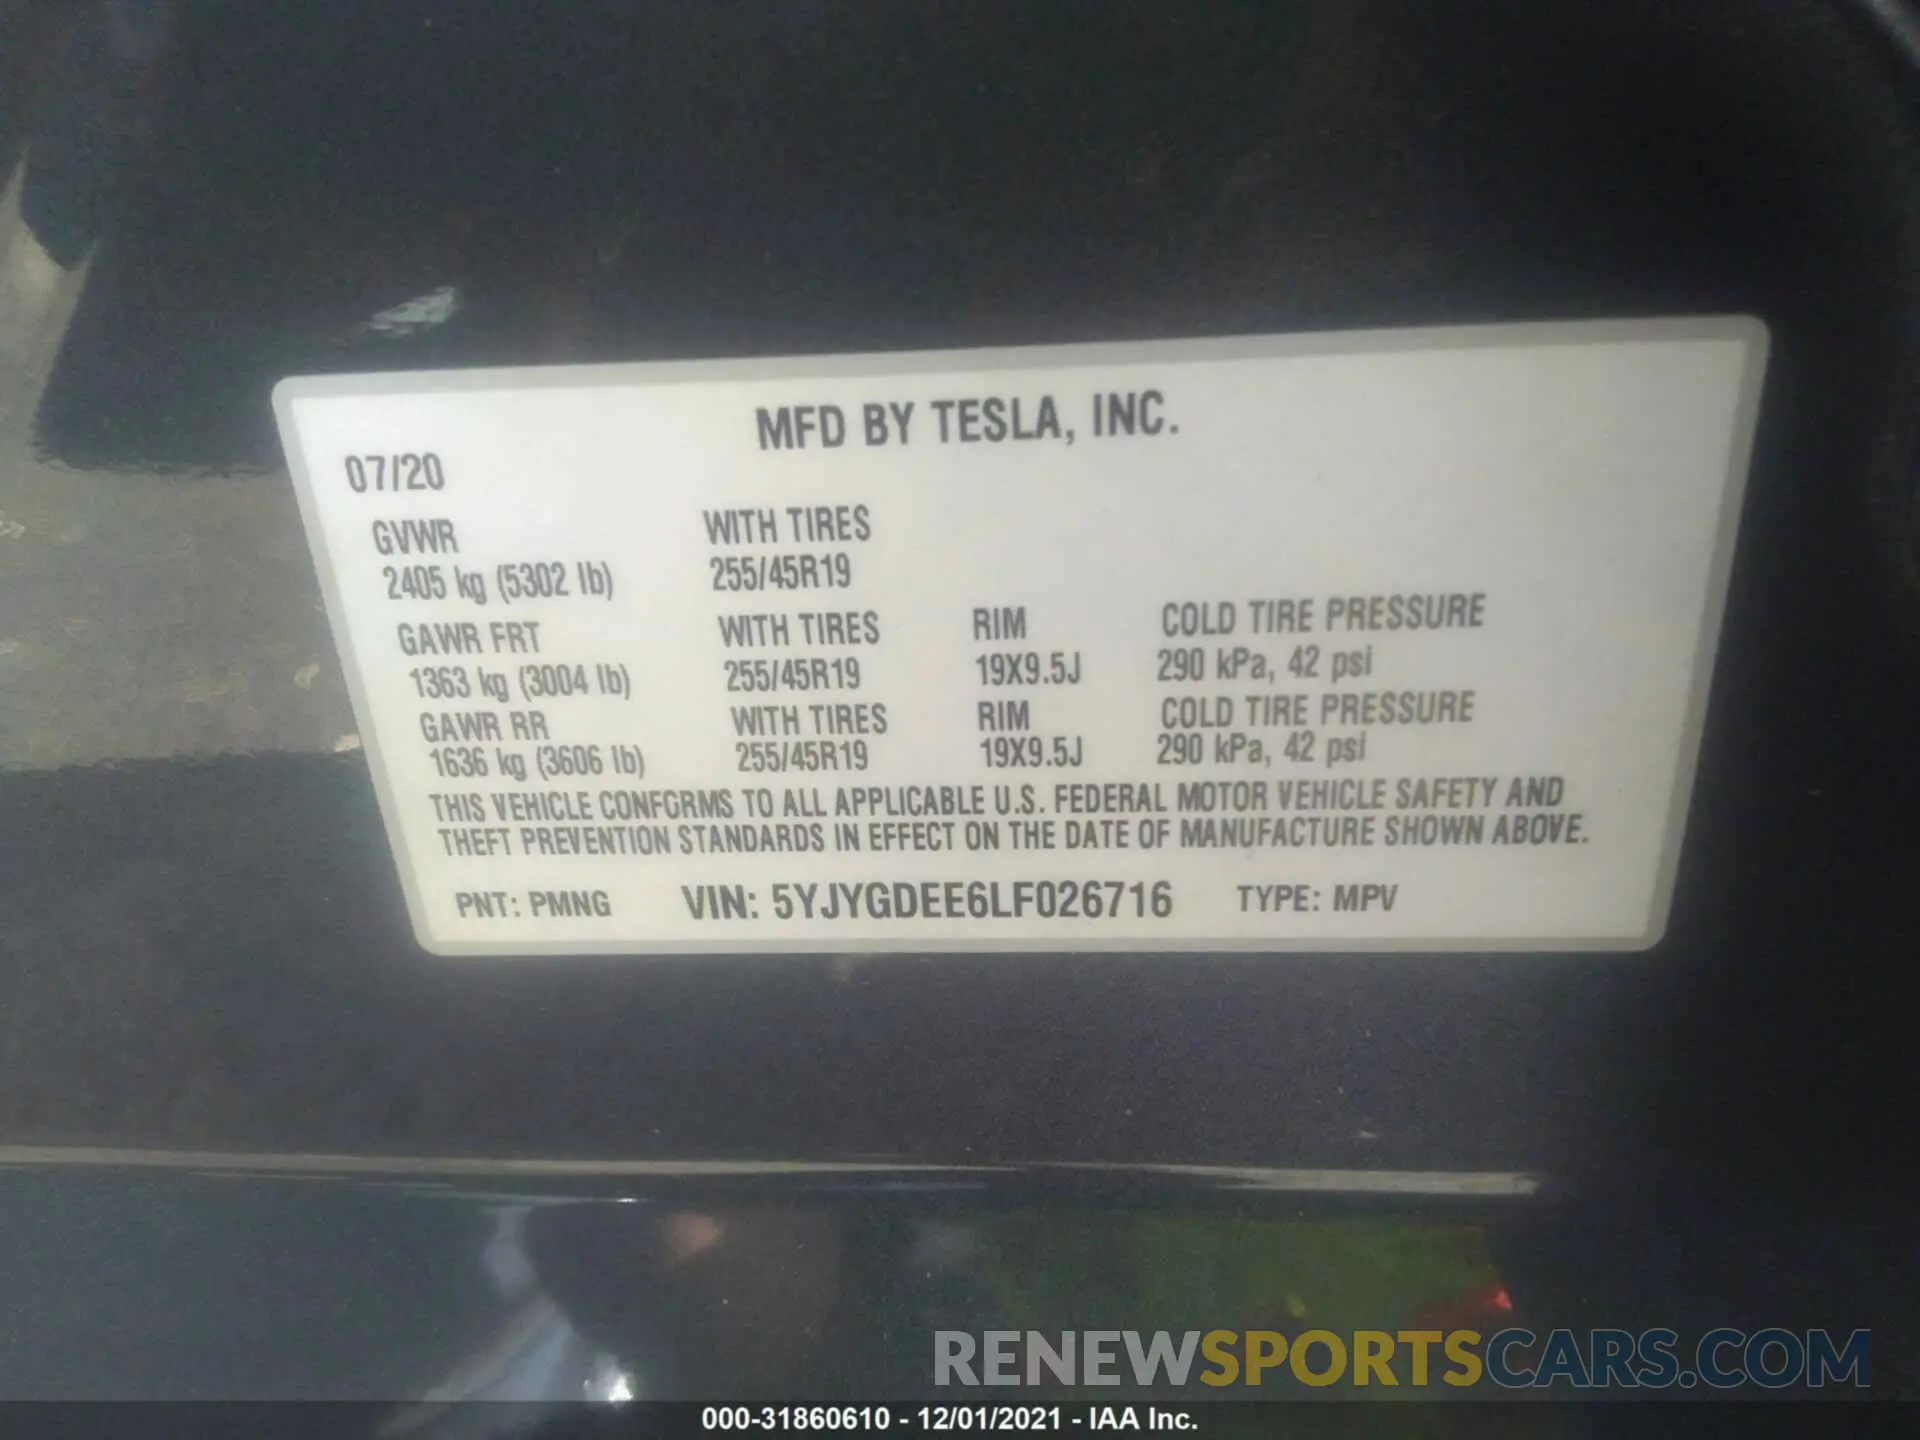 MFD BY TESLA, INC.
07/20
GVWR WITH TIRES
2405 kg (5302 lb) 255/45R19
GAWR FRT WITH TIRES RIM COLD TIRE PRESSURE
1363 kg (3004 lb) 255/45R19 19X9.5J 290 kPa, 42 psi
GAWR RR WITH TIRES RIM COLD TIRE PRESSURE
1636 kg (3606 lb) 255/45R19 19X9.5J 290 kPa, 42 psi
THIS VEHICLE CONFORMS TO ALL APPLICABLE U.S. FEDERAL MOTOR VEHICLE SAFETY AND
THEFT PREVENTION STANDARDS IN EFFECT ON THE DATE OF MANUFACTURE SHOWN ABOVE.
PNT: PMNG VIN: 5YJYGDEE6LF026716 TYPE: MPV
RENEWSPORTSCARS.COM
000-31860610 - 12/01/2021 - IAA Inc.